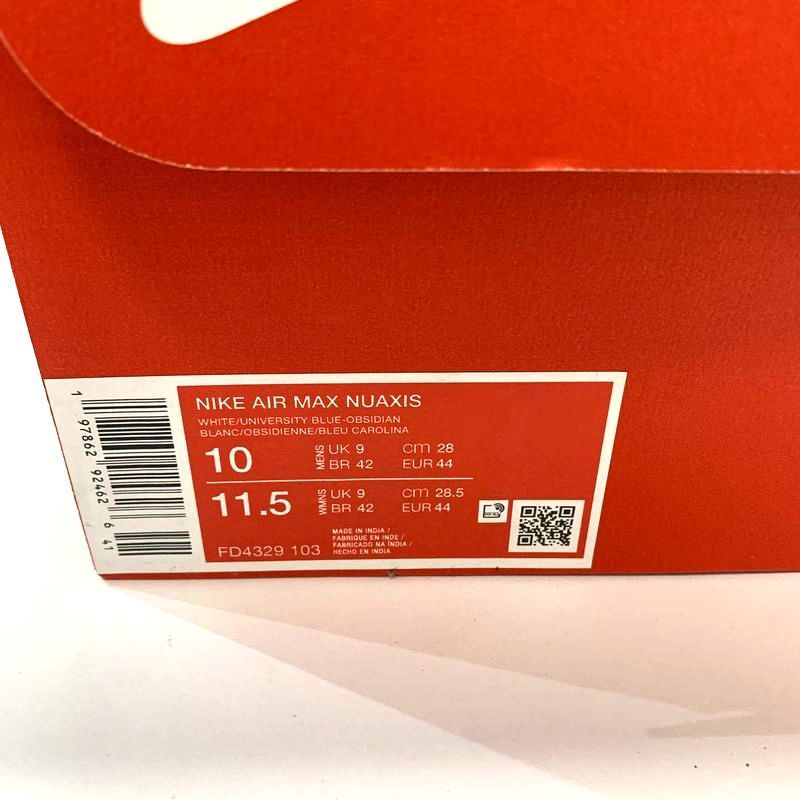 NIKE AIR MAX NUAXIS
WHITE/UNIVERSITY BLUE-OBSIDIAN
BLANC/OBSIDIENNE/BLEU CAROLINA
10 MENS UK 9 cm 28
BR 42 EUR 44
11.5 WMNS UK 9 cm 28.5
BR 42 EUR 44
FD4329 103
MADE IN INDIA /
FABRIQUE EN INDE /
FABRICADO NA ÍNDIA /
HECHO EN INDIA
RFID
1 97862 92462 6 41